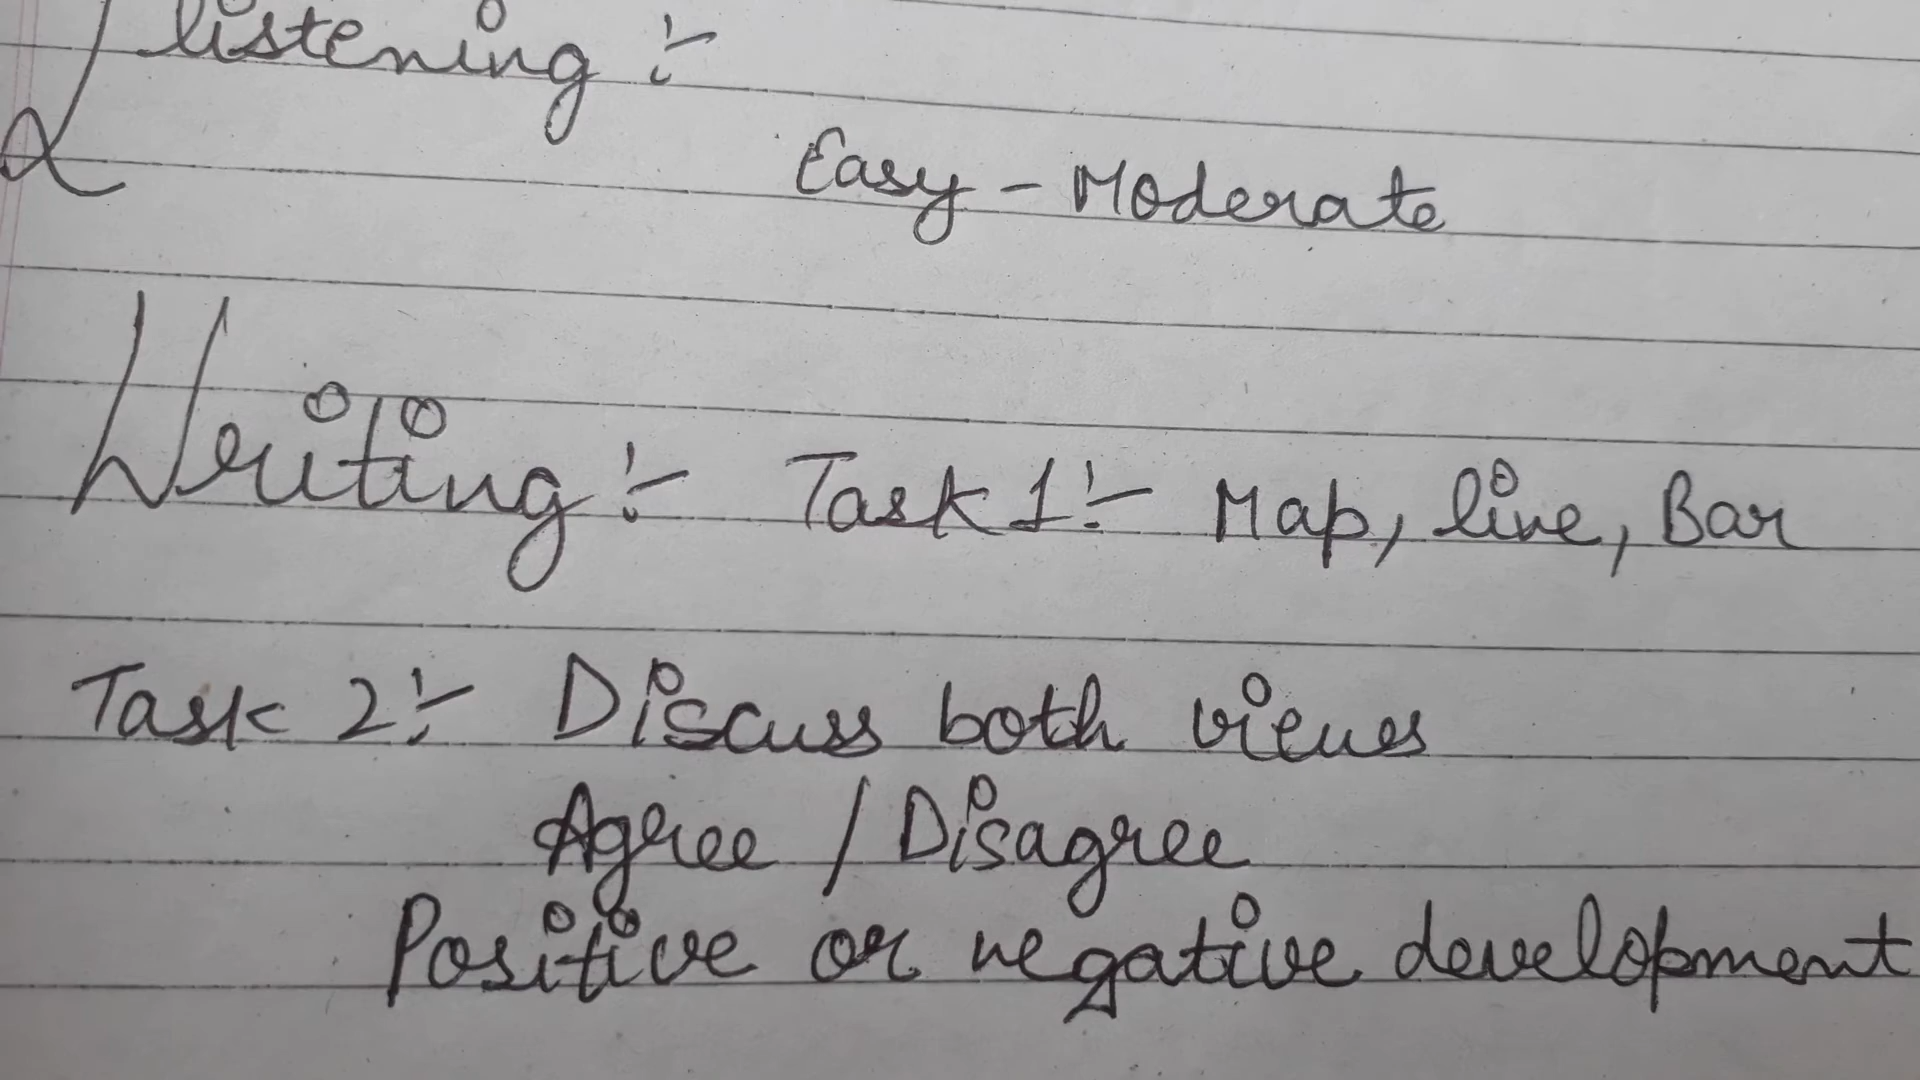 Listening :-
Easy - Moderate
Writing :- Task 1 :- Map, line, Bar
Task 2 :- Discuss both views
Agree / Disagree
Positive or negative development